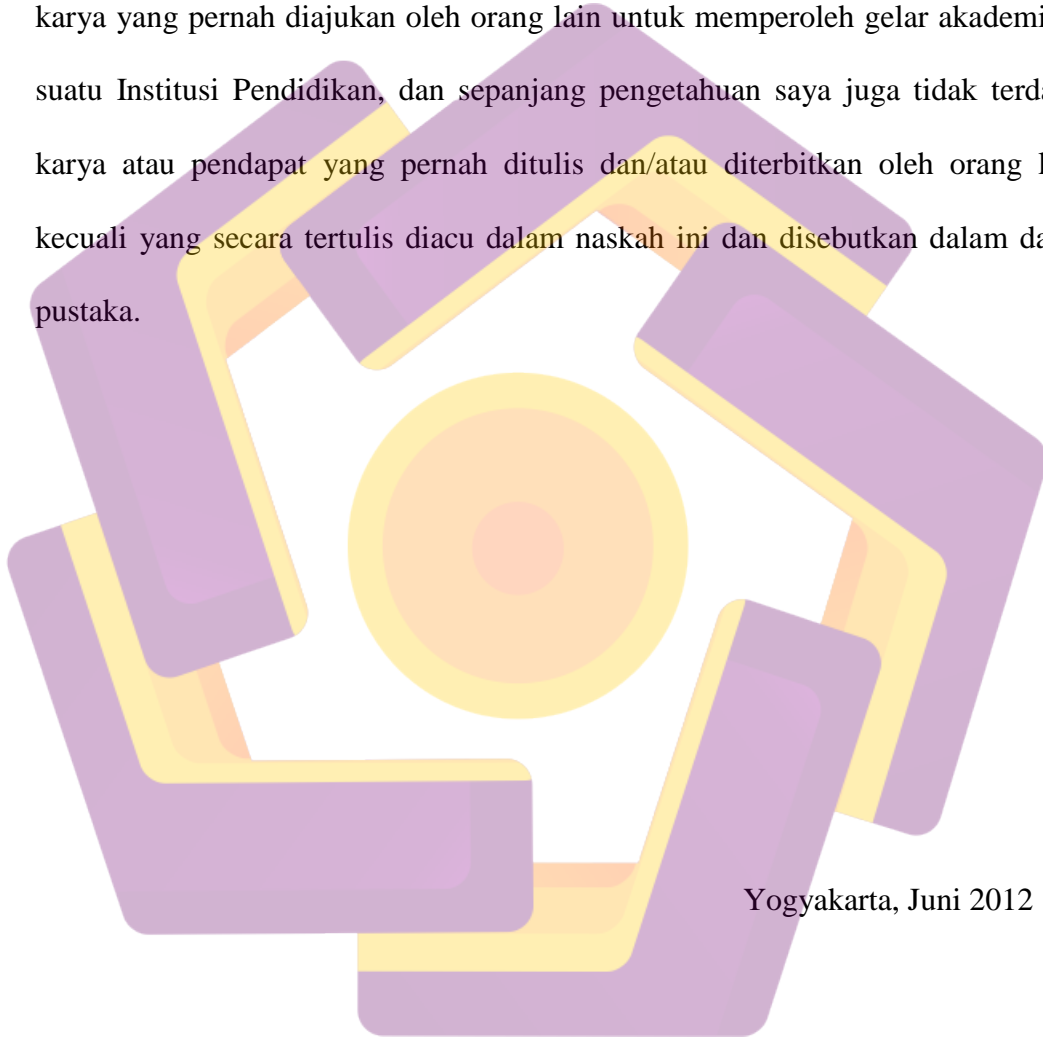 karya yang pernah diajukan oleh orang lain untuk memperoleh gelar akademi
suatu Institusi Pendidikan, dan sepanjang pengetahuan saya juga tidak terda
karya atau pendapat yang pernah ditulis dan/atau diterbitkan oleh orang l
kecuali yang secara tertulis diacu dalam naskah ini dan disebutkan dalam da
pustaka.
Yogyakarta, Juni 2012